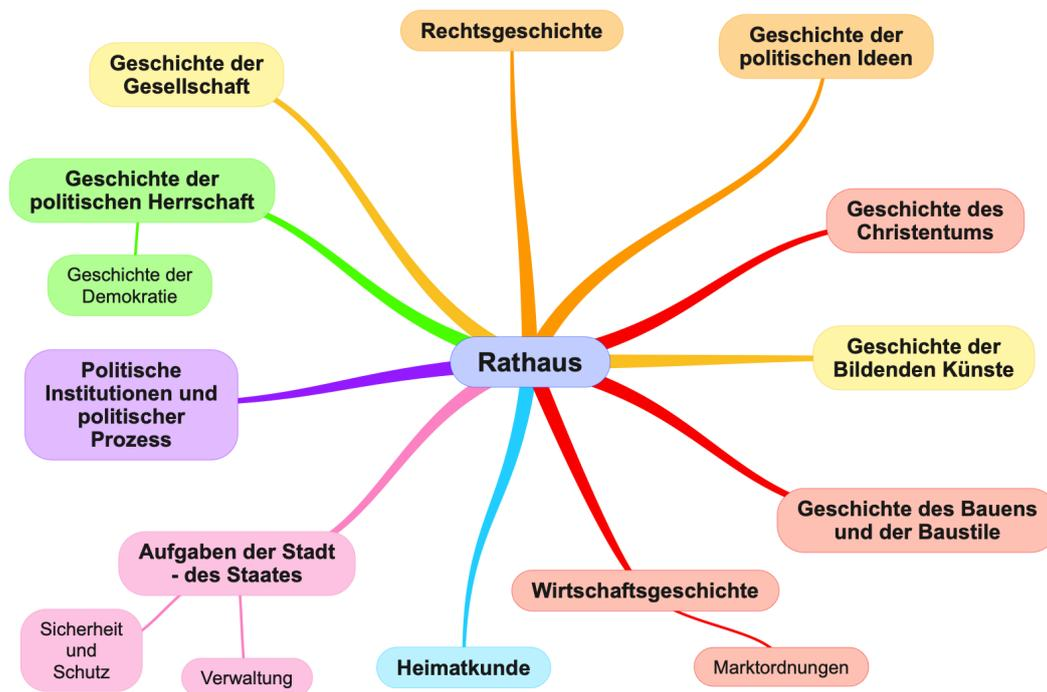 Rechtsgeschichte
Geschichte der
politischen Ideen
Geschichte der
Gesellschaft
Geschichte der
politischen Herrschaft
Geschichte des
Christentums
Geschichte der
Demokratie
Rathaus
Geschichte der
Bildenden Künste
Politische
Institutionen und
politischer
Prozess
Geschichte des Bauens
und der Baustile
Aufgaben der Stadt
- des Staates
Wirtschaftsgeschichte
Sicherheit
und
Schutz
Verwaltung
Heimatkunde
Marktordnungen